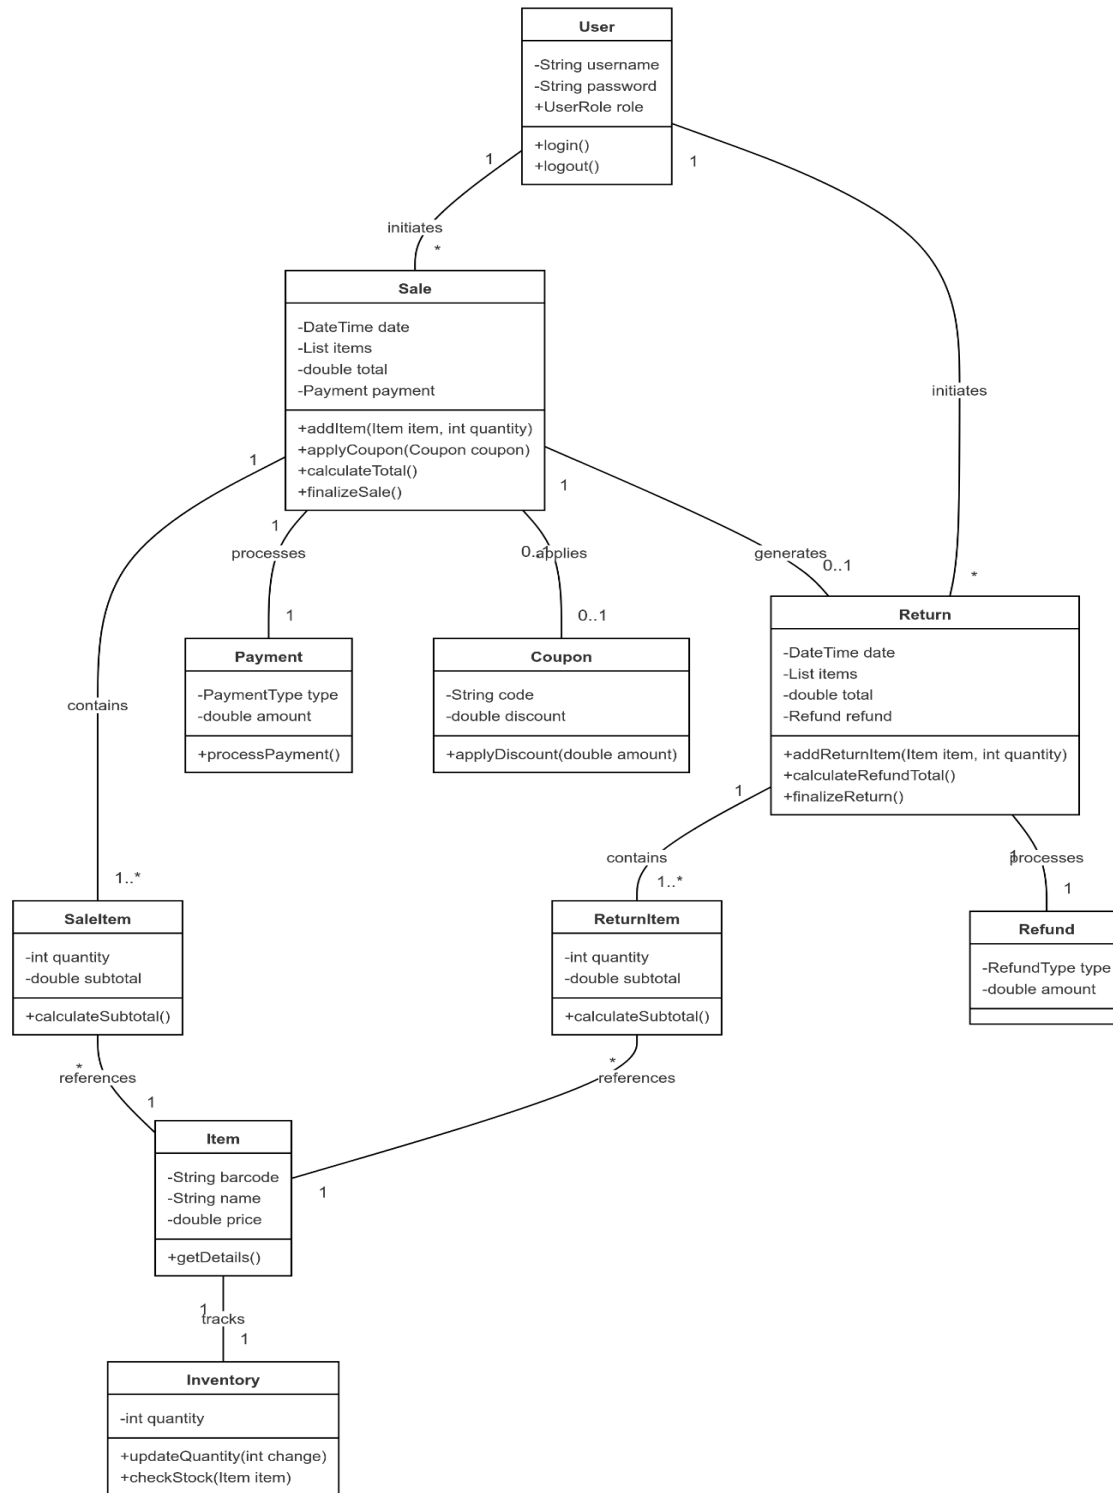 User
-String username
-String password
+UserRole role
+login()
+logout()
1
1
initiates
*
initiates
Sale
-DateTime date
-List items
-double total
-Payment payment
+addItem(Item item, int quantity)
+applyCoupon(Coupon coupon)
+calculateTotal()
+finalizeSale()
1
1
0..1
1
processes
applies
generates
0..1
*
1
0..1
contains
1..*
Payment
-PaymentType type
-double amount
+processPayment()
Coupon
-String code
-double discount
+applyDiscount(double amount)
Return
-DateTime date
-List items
-double total
-Refund refund
+addReturnItem(Item item, int quantity)
+calculateRefundTotal()
+finalizeReturn()
1
contains
1..*
1
processes
1
SaleItem
-int quantity
-double subtotal
+calculateSubtotal()
ReturnItem
-int quantity
-double subtotal
+calculateSubtotal()
Refund
-RefundType type
-double amount
*
references
1
*
references
1
Item
-String barcode
-String name
-double price
+getDetails()
1
tracks
1
Inventory
-int quantity
+updateQuantity(int change)
+checkStock(Item item)